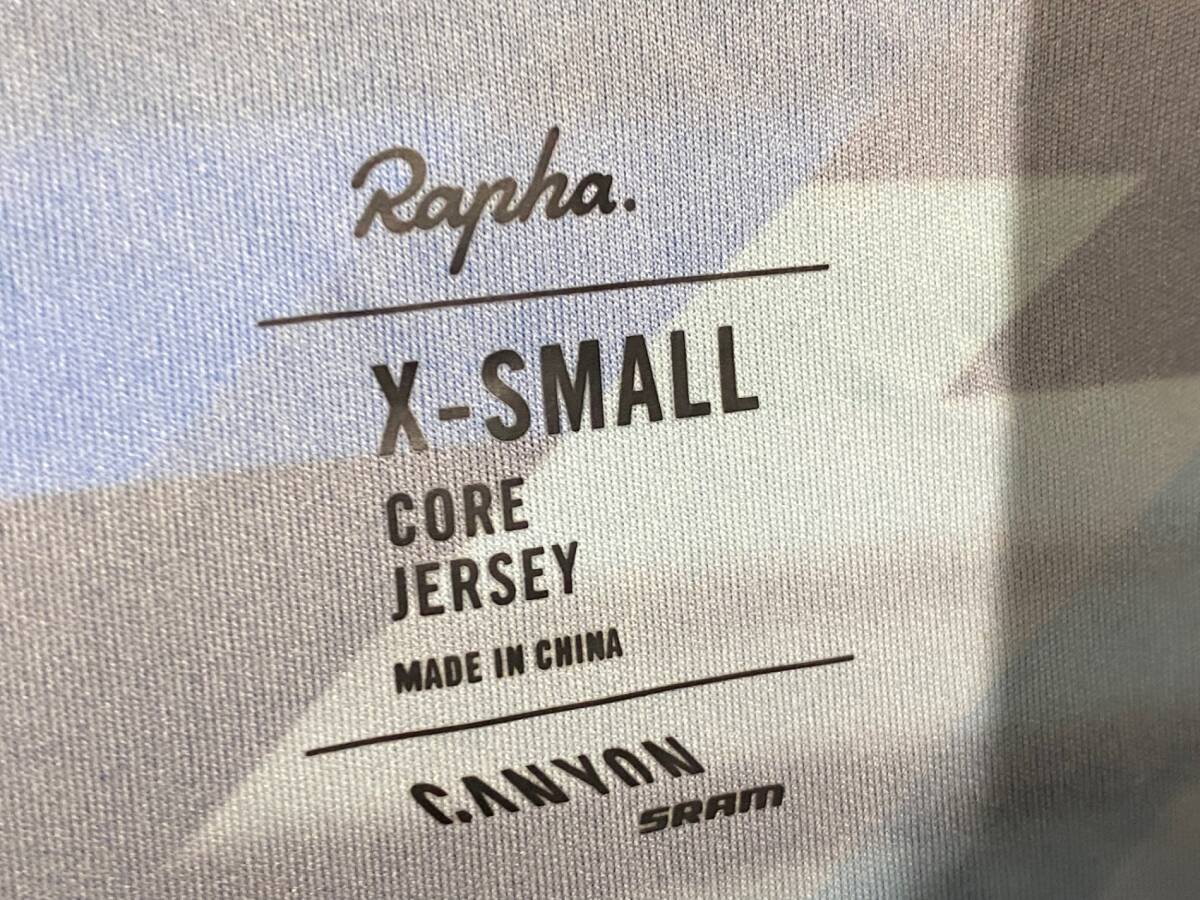 Rapha.
X-SMALL
CORE
JERSEY
MADE IN CHINA
CANYON
SRAM